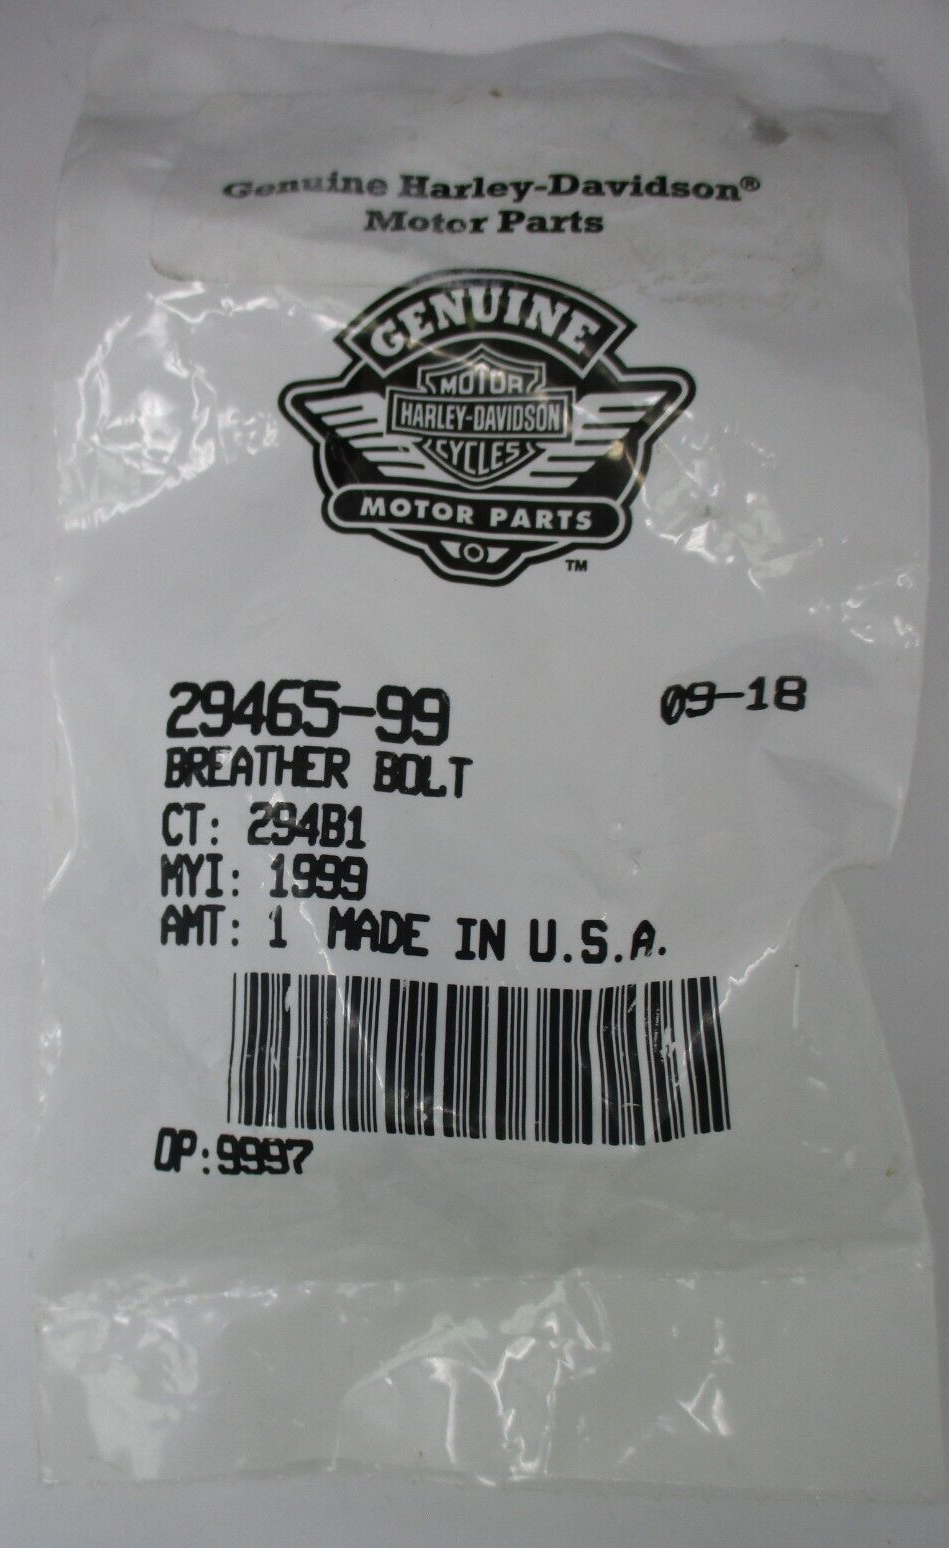 Genuine Harley-Davidson®
Motor Parts
GENUINE
MOTOR
HARLEY-DAVIDSON
CYCLES
MOTOR PARTS
TM
29465-99 09-18
BREATHER BOLT
CT: 294B1
MYI: 1999
AMT: 1 MADE IN U.S.A.
OP:9997